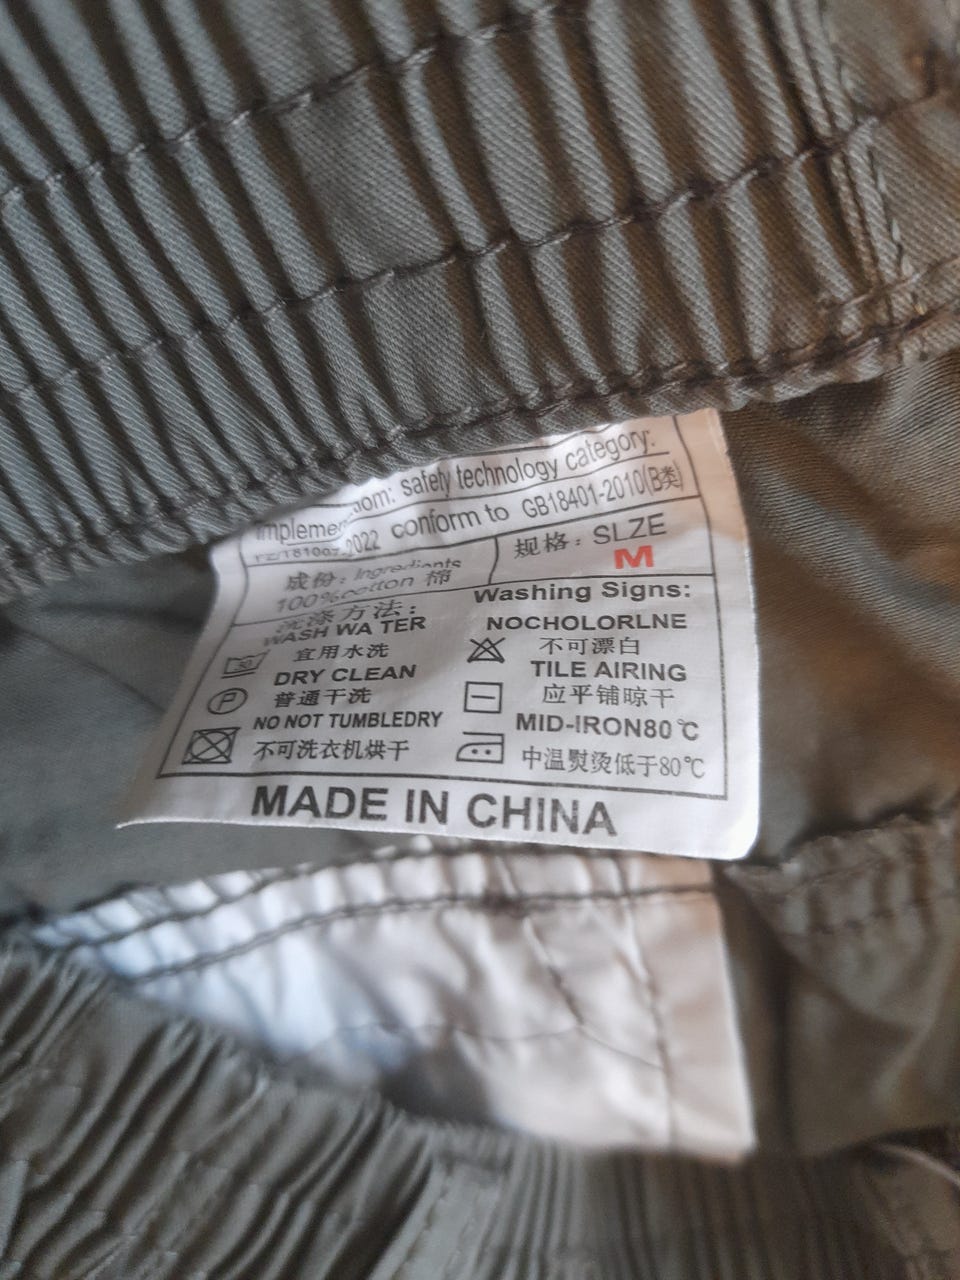 safety technology category:
conform to GB18401-2010(B类)
规格: SLZE
M
成份: Ingredients
100%cotton 棉
洗涤方法:
Washing Signs:
WASH WA TER
宜用水洗
NOCHOLORLNE
不可漂白
DRY CLEAN
普通干洗
TILE AIRING
应平铺晾干
NO NOT TUMBLEDRY
不可洗衣机烘干
MID-IRON80℃
中温熨烫低于80℃
MADE IN CHINA